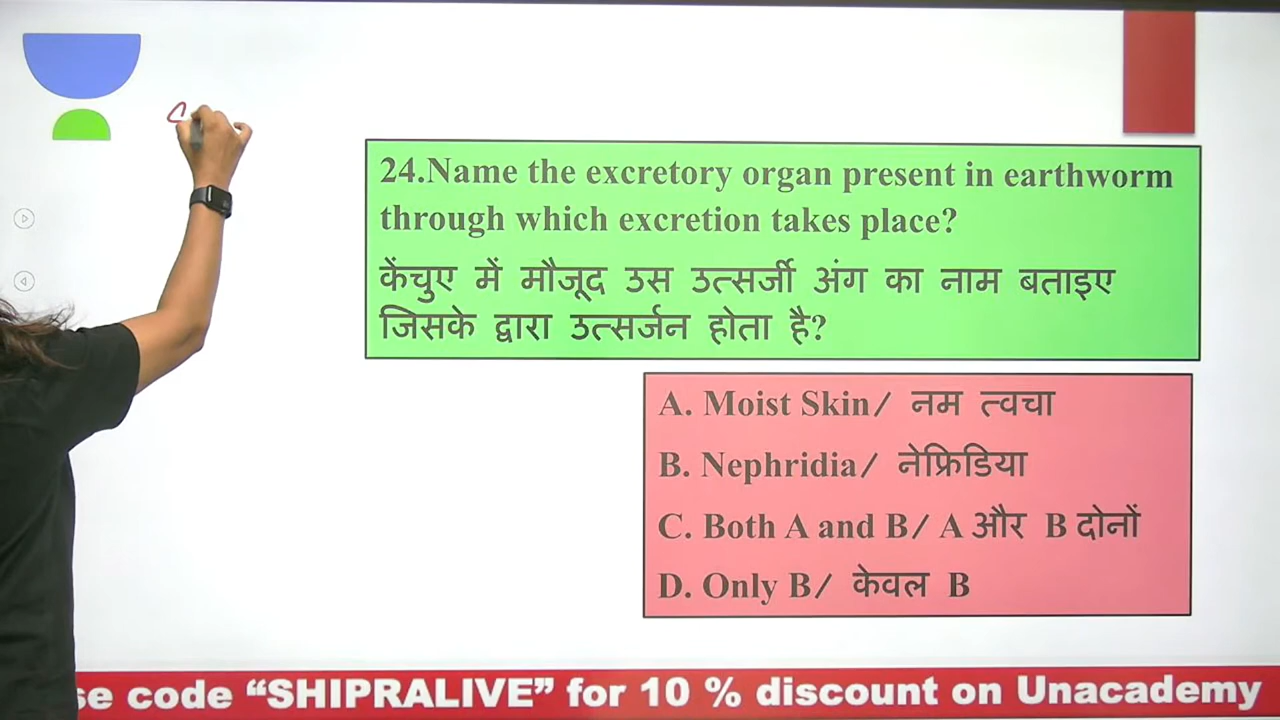 24.Name the excretory organ present in earthworm
through which excretion takes place?
केंचुए में मौजूद उस उत्सर्जी अंग का नाम बताइए
जिसके द्वारा उत्सर्जन होता है?
A. Moist Skin/ नम त्वचा
B. Nephridia/ नेफ्रिडिया
C. Both A and B/ A और B दोनों
D. Only B/ केवल B
se code “SHIPRALIVE” for 10 % discount on Unacademy